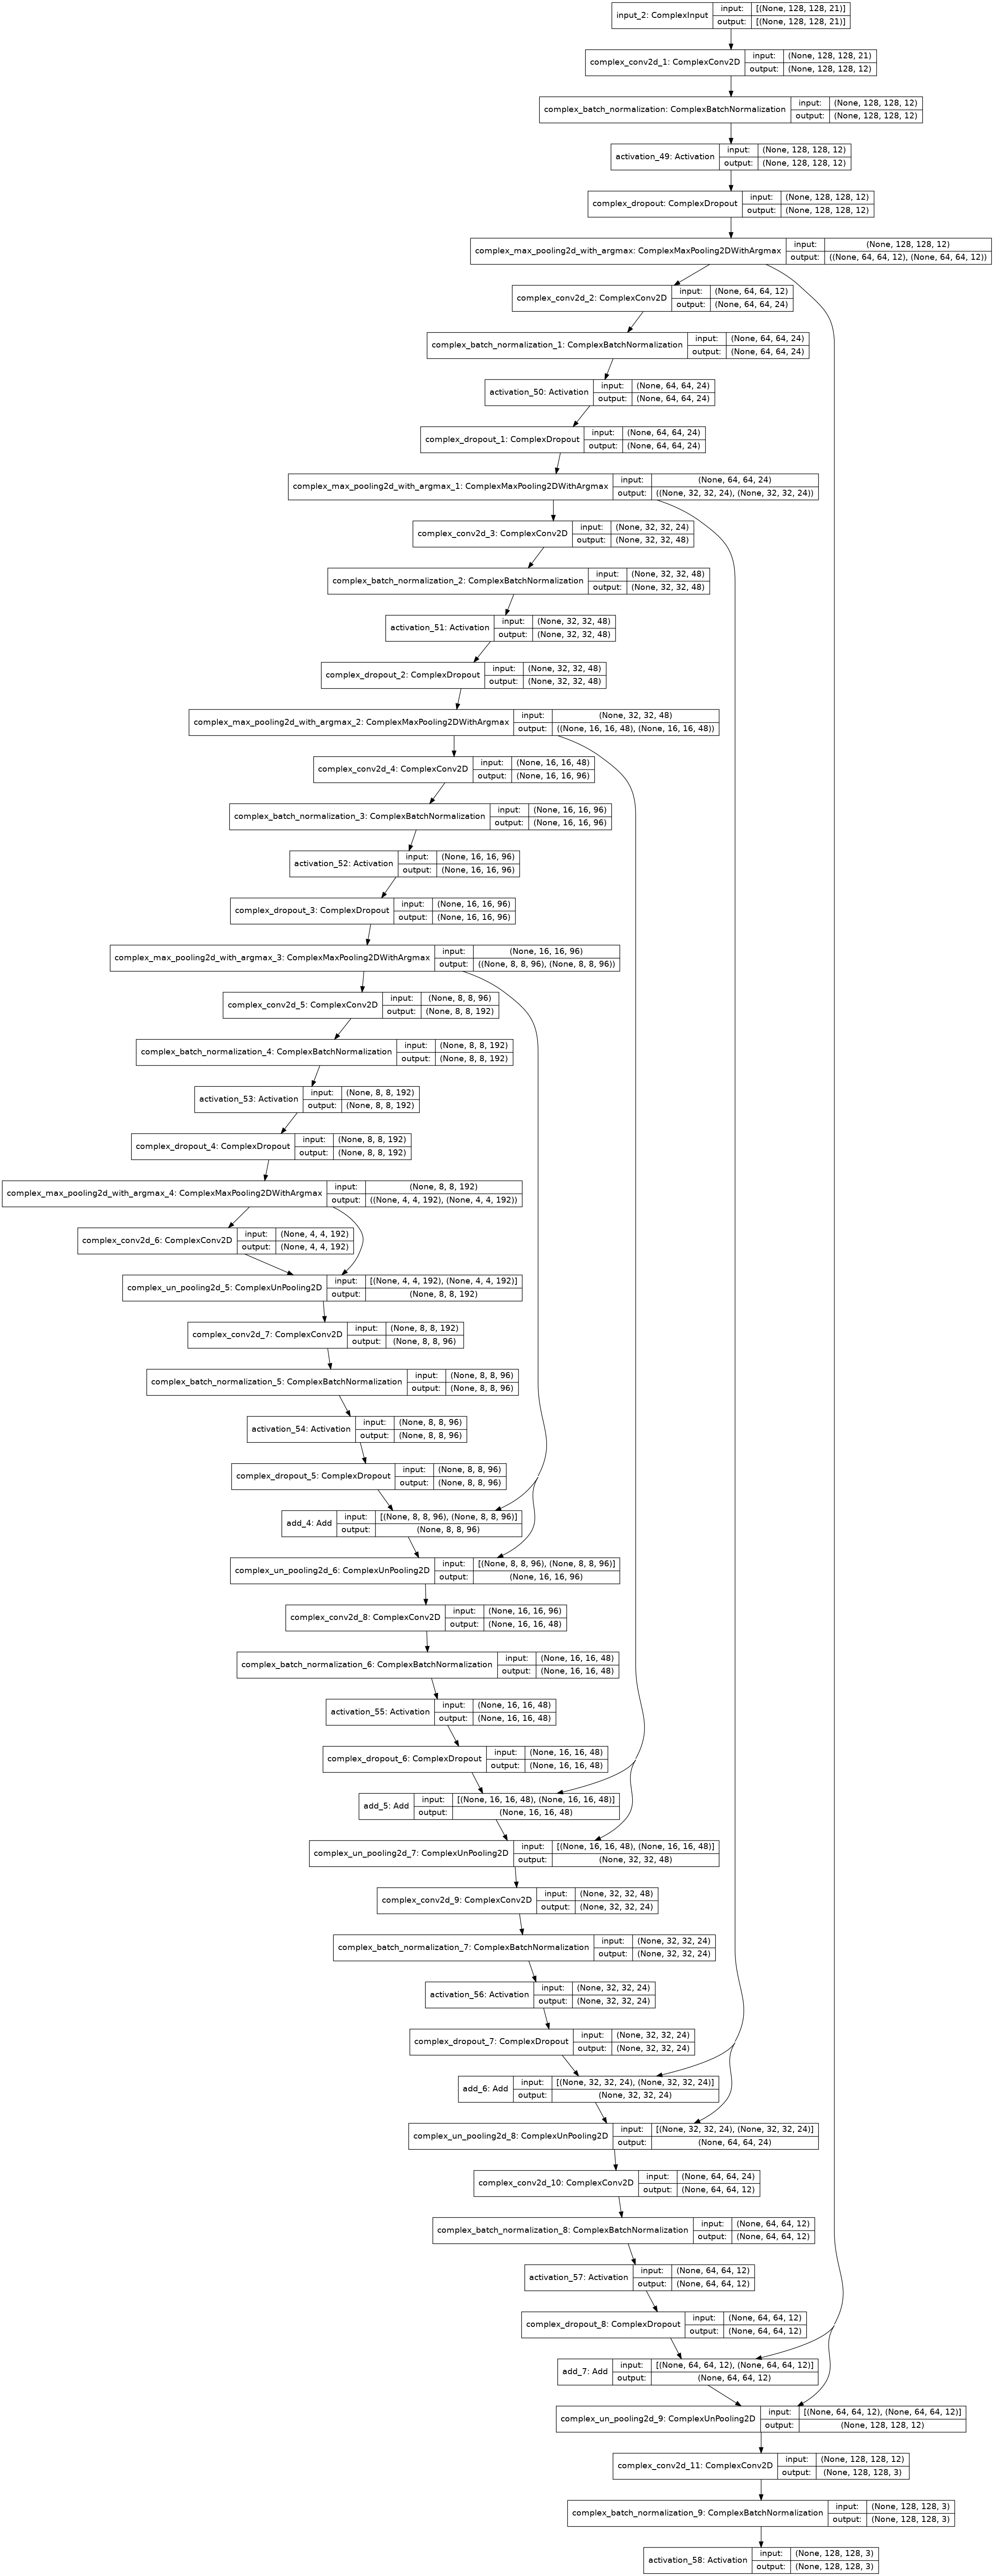 input_2: ComplexInput
input: [(None, 128, 128, 21)]
output: [(None, 128, 128, 21)]
complex_conv2d_1: ComplexConv2D
input: (None, 128, 128, 21)
output: (None, 128, 128, 12)
complex_batch_normalization: ComplexBatchNormalization
input: (None, 128, 128, 12)
output: (None, 128, 128, 12)
activation_49: Activation
input: (None, 128, 128, 12)
output: (None, 128, 128, 12)
complex_dropout: ComplexDropout
input: (None, 128, 128, 12)
output: (None, 128, 128, 12)
complex_max_pooling2d_with_argmax: ComplexMaxPooling2DWithArgmax
input: (None, 128, 128, 12)
output: ((None, 64, 64, 12), (None, 64, 64, 12))
complex_conv2d_2: ComplexConv2D
input: (None, 64, 64, 12)
output: (None, 64, 64, 24)
complex_batch_normalization_1: ComplexBatchNormalization
input: (None, 64, 64, 24)
output: (None, 64, 64, 24)
activation_50: Activation
input: (None, 64, 64, 24)
output: (None, 64, 64, 24)
complex_dropout_1: ComplexDropout
input: (None, 64, 64, 24)
output: (None, 64, 64, 24)
complex_max_pooling2d_with_argmax_1: ComplexMaxPooling2DWithArgmax
input: (None, 64, 64, 24)
output: ((None, 32, 32, 24), (None, 32, 32, 24))
complex_conv2d_3: ComplexConv2D
input: (None, 32, 32, 24)
output: (None, 32, 32, 48)
complex_batch_normalization_2: ComplexBatchNormalization
input: (None, 32, 32, 48)
output: (None, 32, 32, 48)
activation_51: Activation
input: (None, 32, 32, 48)
output: (None, 32, 32, 48)
complex_dropout_2: ComplexDropout
input: (None, 32, 32, 48)
output: (None, 32, 32, 48)
complex_max_pooling2d_with_argmax_2: ComplexMaxPooling2DWithArgmax
input: (None, 32, 32, 48)
output: ((None, 16, 16, 48), (None, 16, 16, 48))
complex_conv2d_4: ComplexConv2D
input: (None, 16, 16, 48)
output: (None, 16, 16, 96)
complex_batch_normalization_3: ComplexBatchNormalization
input: (None, 16, 16, 96)
output: (None, 16, 16, 96)
activation_52: Activation
input: (None, 16, 16, 96)
output: (None, 16, 16, 96)
complex_dropout_3: ComplexDropout
input: (None, 16, 16, 96)
output: (None, 16, 16, 96)
complex_max_pooling2d_with_argmax_3: ComplexMaxPooling2DWithArgmax
input: (None, 16, 16, 96)
output: ((None, 8, 8, 96), (None, 8, 8, 96))
complex_conv2d_5: ComplexConv2D
input: (None, 8, 8, 96)
output: (None, 8, 8, 192)
complex_batch_normalization_4: ComplexBatchNormalization
input: (None, 8, 8, 192)
output: (None, 8, 8, 192)
activation_53: Activation
input: (None, 8, 8, 192)
output: (None, 8, 8, 192)
complex_dropout_4: ComplexDropout
input: (None, 8, 8, 192)
output: (None, 8, 8, 192)
complex_max_pooling2d_with_argmax_4: ComplexMaxPooling2DWithArgmax
input: (None, 8, 8, 192)
output: ((None, 4, 4, 192), (None, 4, 4, 192))
complex_conv2d_6: ComplexConv2D
input: (None, 4, 4, 192)
output: (None, 4, 4, 192)
complex_un_pooling2d_5: ComplexUnPooling2D
input: [(None, 4, 4, 192), (None, 4, 4, 192)]
output: (None, 8, 8, 192)
complex_conv2d_7: ComplexConv2D
input: (None, 8, 8, 192)
output: (None, 8, 8, 96)
complex_batch_normalization_5: ComplexBatchNormalization
input: (None, 8, 8, 96)
output: (None, 8, 8, 96)
activation_54: Activation
input: (None, 8, 8, 96)
output: (None, 8, 8, 96)
complex_dropout_5: ComplexDropout
input: (None, 8, 8, 96)
output: (None, 8, 8, 96)
add_4: Add
input: [(None, 8, 8, 96), (None, 8, 8, 96)]
output: (None, 8, 8, 96)
complex_un_pooling2d_6: ComplexUnPooling2D
input: [(None, 8, 8, 96), (None, 8, 8, 96)]
output: (None, 16, 16, 96)
complex_conv2d_8: ComplexConv2D
input: (None, 16, 16, 96)
output: (None, 16, 16, 48)
complex_batch_normalization_6: ComplexBatchNormalization
input: (None, 16, 16, 48)
output: (None, 16, 16, 48)
activation_55: Activation
input: (None, 16, 16, 48)
output: (None, 16, 16, 48)
complex_dropout_6: ComplexDropout
input: (None, 16, 16, 48)
output: (None, 16, 16, 48)
add_5: Add
input: [(None, 16, 16, 48), (None, 16, 16, 48)]
output: (None, 16, 16, 48)
complex_un_pooling2d_7: ComplexUnPooling2D
input: [(None, 16, 16, 48), (None, 16, 16, 48)]
output: (None, 32, 32, 48)
complex_conv2d_9: ComplexConv2D
input: (None, 32, 32, 48)
output: (None, 32, 32, 24)
complex_batch_normalization_7: ComplexBatchNormalization
input: (None, 32, 32, 24)
output: (None, 32, 32, 24)
activation_56: Activation
input: (None, 32, 32, 24)
output: (None, 32, 32, 24)
complex_dropout_7: ComplexDropout
input: (None, 32, 32, 24)
output: (None, 32, 32, 24)
add_6: Add
input: [(None, 32, 32, 24), (None, 32, 32, 24)]
output: (None, 32, 32, 24)
complex_un_pooling2d_8: ComplexUnPooling2D
input: [(None, 32, 32, 24), (None, 32, 32, 24)]
output: (None, 64, 64, 24)
complex_conv2d_10: ComplexConv2D
input: (None, 64, 64, 24)
output: (None, 64, 64, 12)
complex_batch_normalization_8: ComplexBatchNormalization
input: (None, 64, 64, 12)
output: (None, 64, 64, 12)
activation_57: Activation
input: (None, 64, 64, 12)
output: (None, 64, 64, 12)
complex_dropout_8: ComplexDropout
input: (None, 64, 64, 12)
output: (None, 64, 64, 12)
add_7: Add
input: [(None, 64, 64, 12), (None, 64, 64, 12)]
output: (None, 64, 64, 12)
complex_un_pooling2d_9: ComplexUnPooling2D
input: [(None, 64, 64, 12), (None, 64, 64, 12)]
output: (None, 128, 128, 12)
complex_conv2d_11: ComplexConv2D
input: (None, 128, 128, 12)
output: (None, 128, 128, 3)
complex_batch_normalization_9: ComplexBatchNormalization
input: (None, 128, 128, 3)
output: (None, 128, 128, 3)
activation_58: Activation
input: (None, 128, 128, 3)
output: (None, 128, 128, 3)